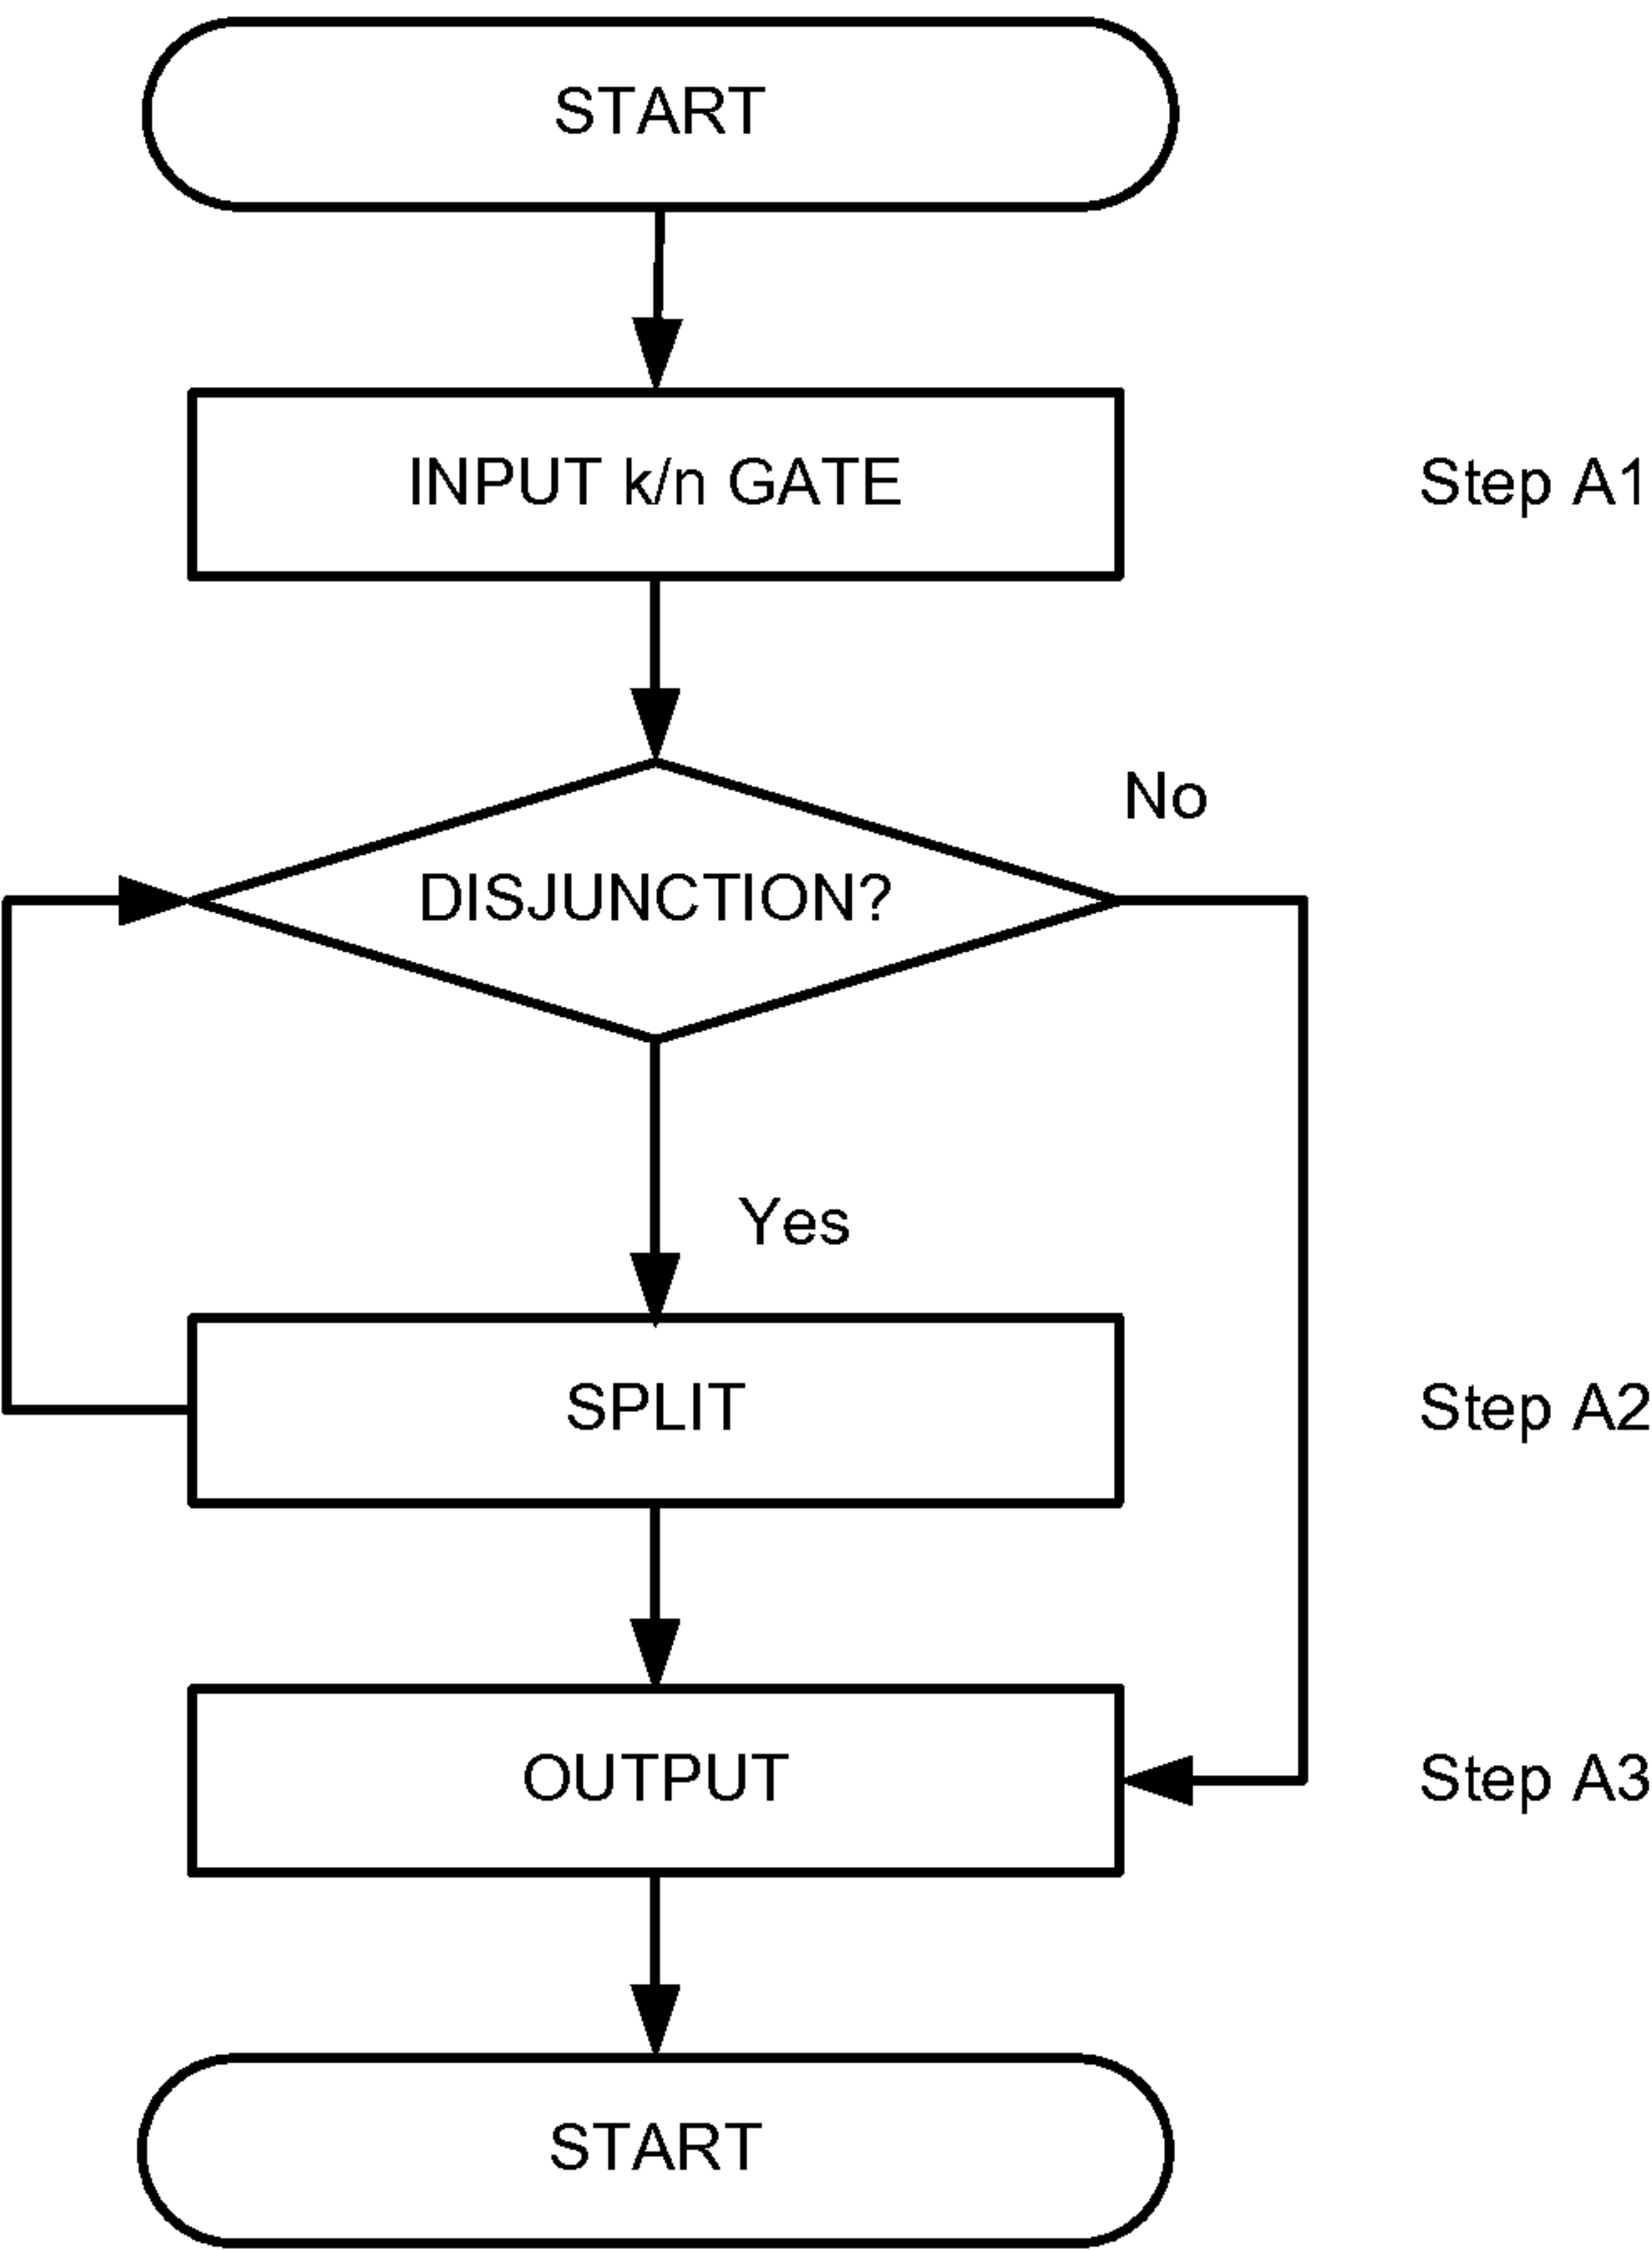 START
INPUT k/n GATE
Step A1
No
DISJUNCTION?
Yes
SPLIT
Step A2
OUTPUT
Step A3
START